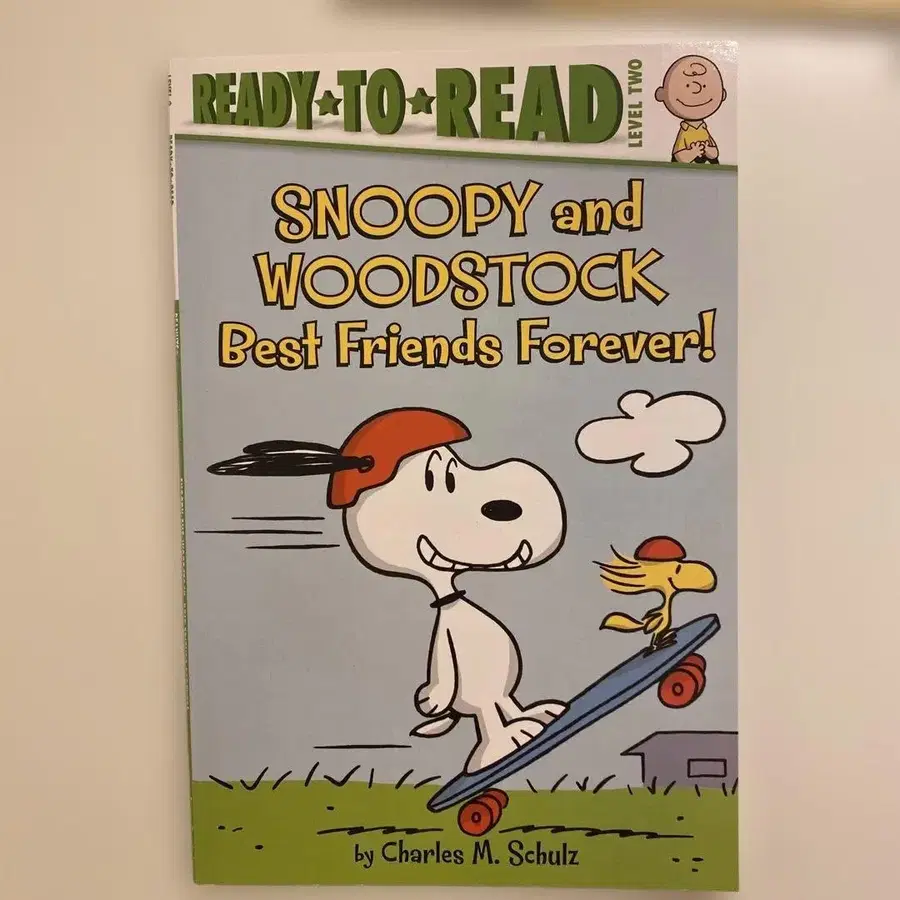 READY★TO★READ
LEVEL TWO
SNOOPY and
WOODSTOCK
Best Friends Forever!
by Charles M. Schulz